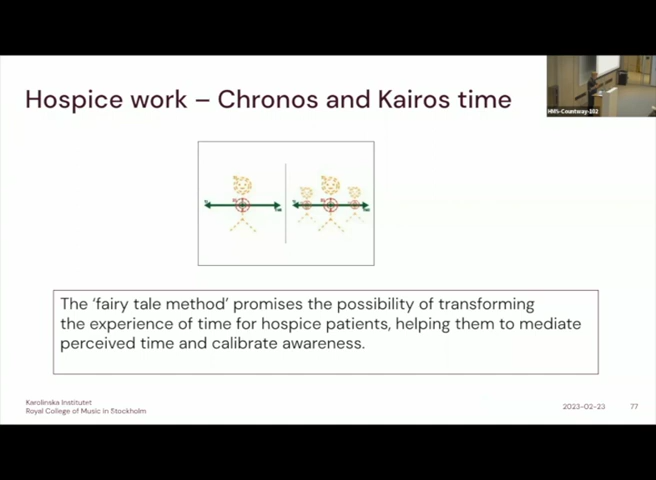 Hospice work – Chronos and Kairos time
HMS-Countway-102
The 'fairy tale method' promises the possibility of transforming
the experience of time for hospice patients, helping them to mediate
perceived time and calibrate awareness.
Karolinska Institutet
Royal College of Music in Stockholm
2023-02-23
77